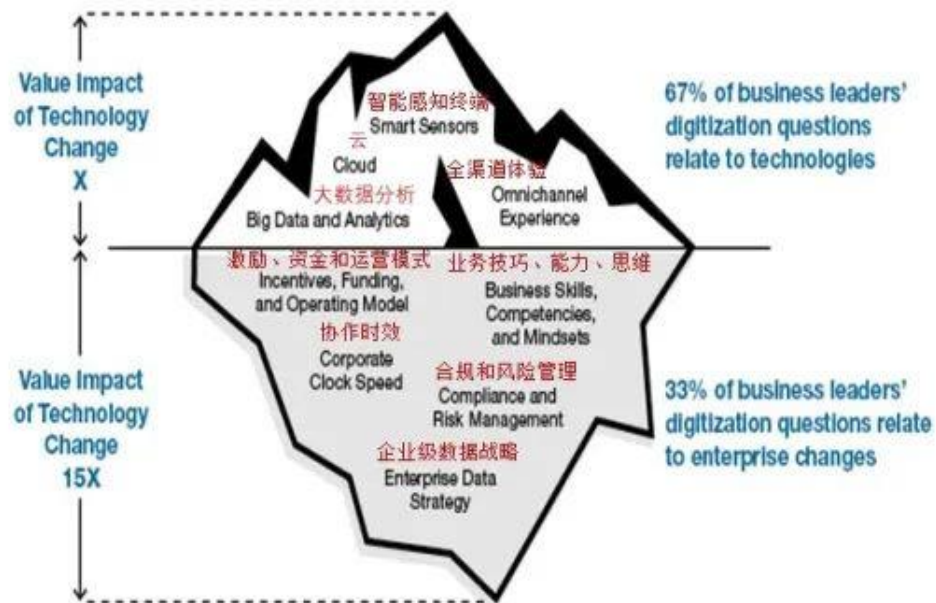 Value Impact
of Technology
Change
X
智能感知终端
Smart Sensors
云
Cloud
大数据分析
Big Data and Analytics
全渠道体验
Omnichannel
Experience
67% of business leaders’
digitization questions
relate to technologies
Value Impact
of Technology
Change
15X
激励、资金和运营模式
Incentives, Funding,
and Operating Model
业务技巧、能力、思维
Business Skills,
Competencies,
and Mindsets
协作时效
Corporate
Clock Speed
合规和风险管理
Compliance and
Risk Management
企业级数据战略
Enterprise Data
Strategy
33% of business leaders’
digitization questions relate
to enterprise changes